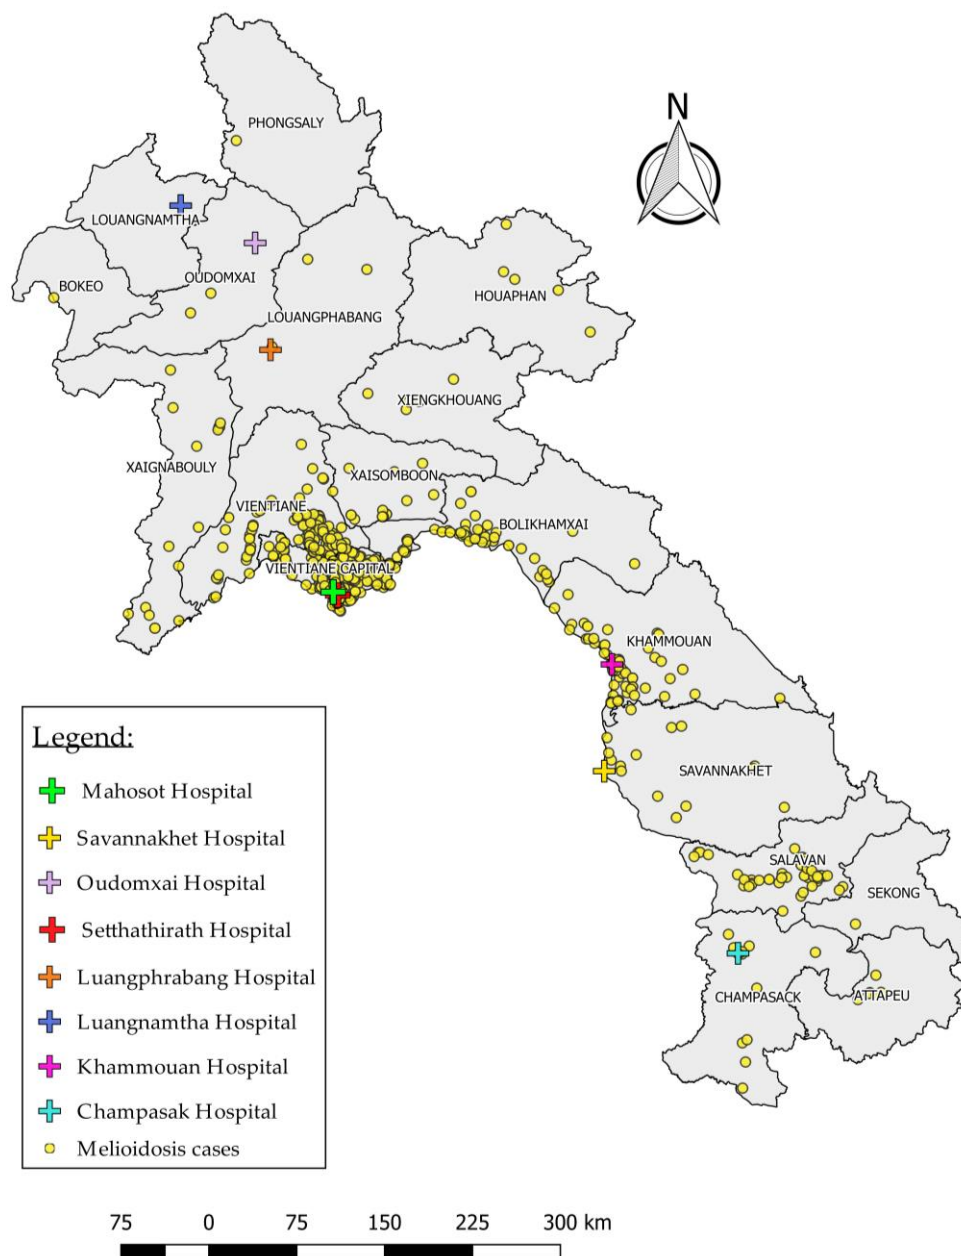 N
PHONGSALY
LOUANGNAMTHA
BOKEO
OUDOMXAI
HOUAPHAN
LOUANGPHABANG
XIENGKHOUANG
XAIGNABOULY
XAISOMBOON
VIENTIANE
BOLIKHAMXAI
VIENTIANE CAPITAL
KHAMMOUAN
SAVANNAKHET
SALAVAN
SEKONG
CHAMPASACK
ATTAPEU
Legend:
Mahosot Hospital
Savannakhet Hospital
Oudomxai Hospital
Setthathirath Hospital
Luangphrabang Hospital
Luangnamtha Hospital
Khammouan Hospital
Champasak Hospital
Melioidosis cases
75 0 75 150 225 300 km